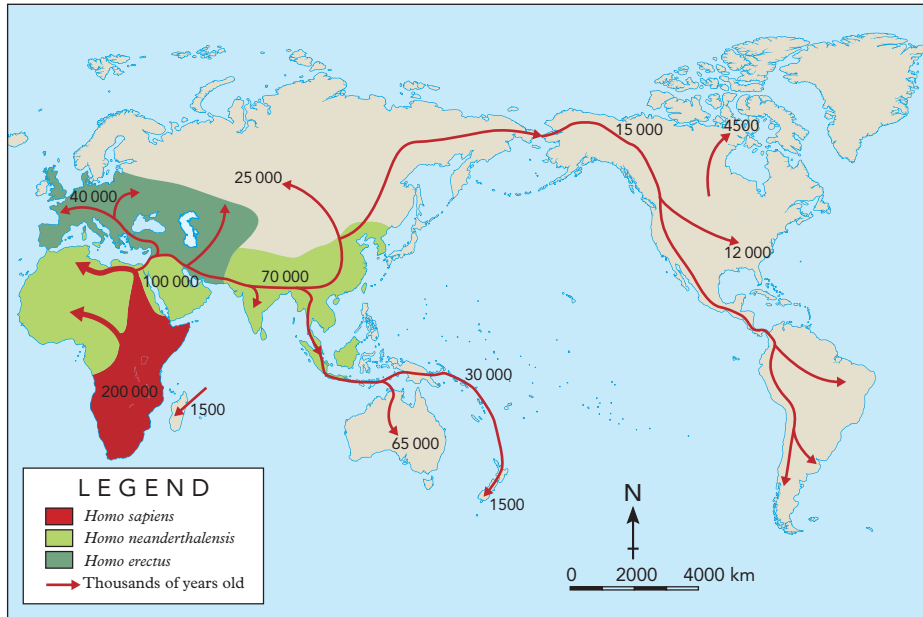 15 000
4500
25 000
40 000
12 000
70 000
100 000
30 000
200 000
1500
65 000
1500
LEGEND
Homo sapiens
Homo neanderthalensis
Homo erectus
Thousands of years old
N
0 2000 4000 km